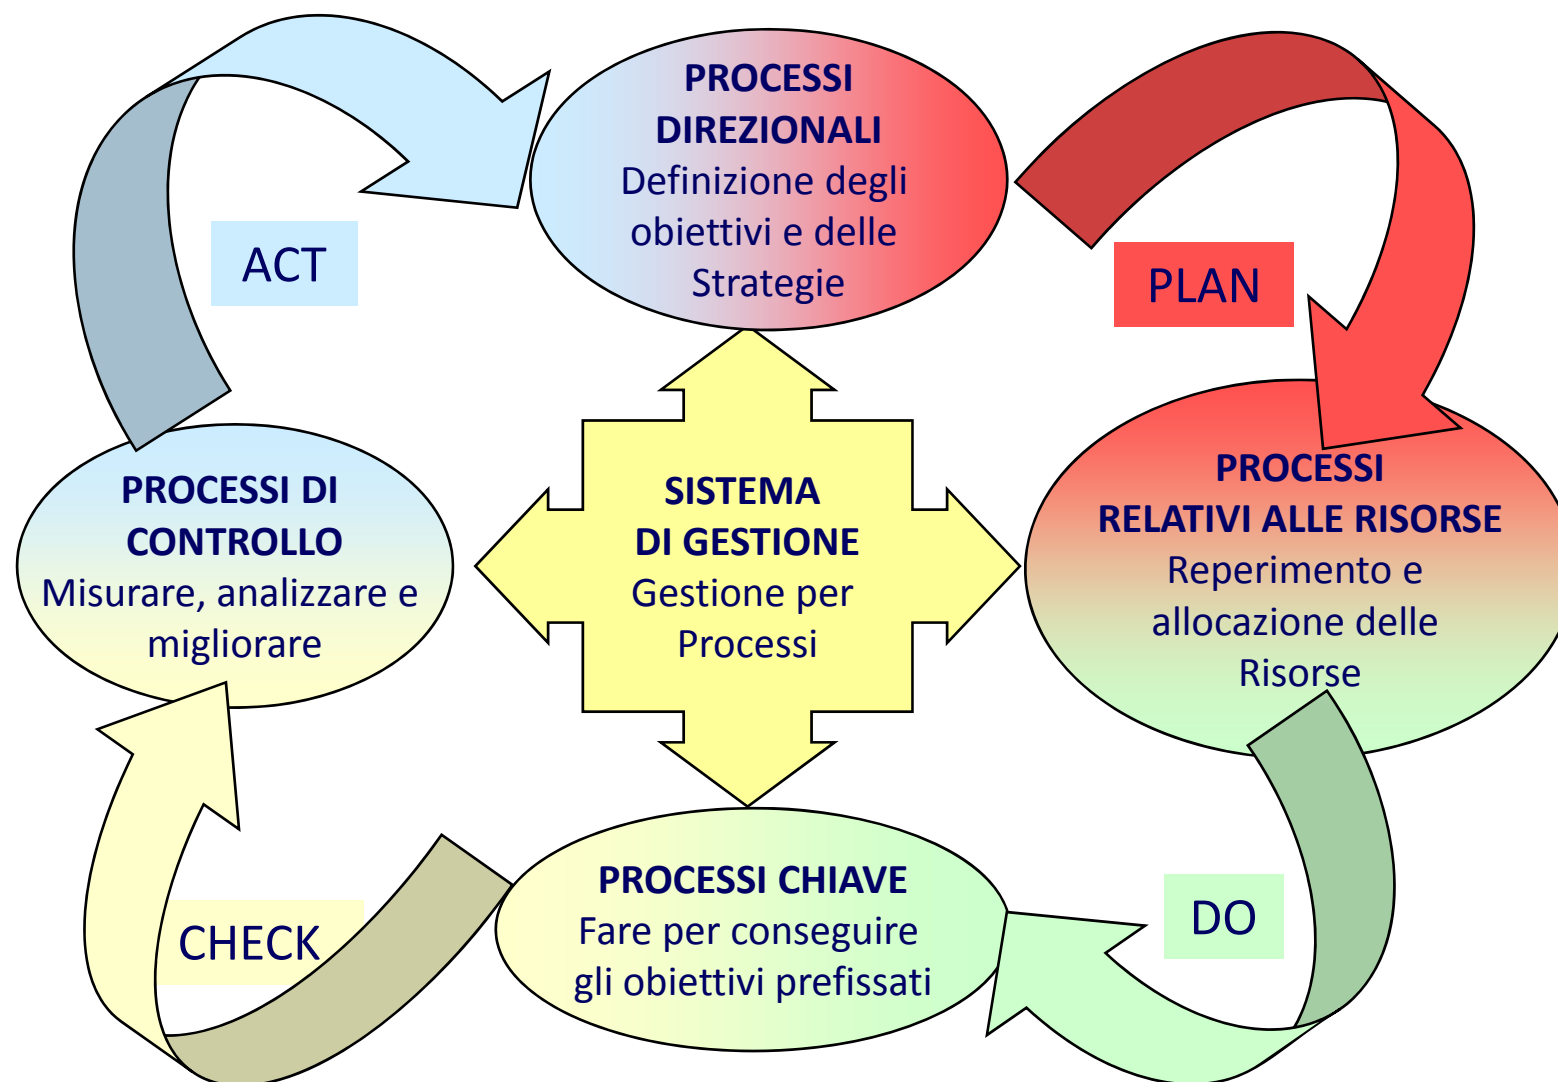 PROCESSI
DIREZIONALI
Definizione degli
obiettivi e delle
Strategie
ACT
PLAN
PROCESSI DI
CONTROLLO
Misurare, analizzare e
migliorare
SISTEMA
DI GESTIONE
Gestione per
Processi
PROCESSI
RELATIVI ALLE RISORSE
Reperimento e
allocazione delle
Risorse
CHECK
PROCESSI CHIAVE
Fare per conseguire
gli obiettivi prefissati
DO